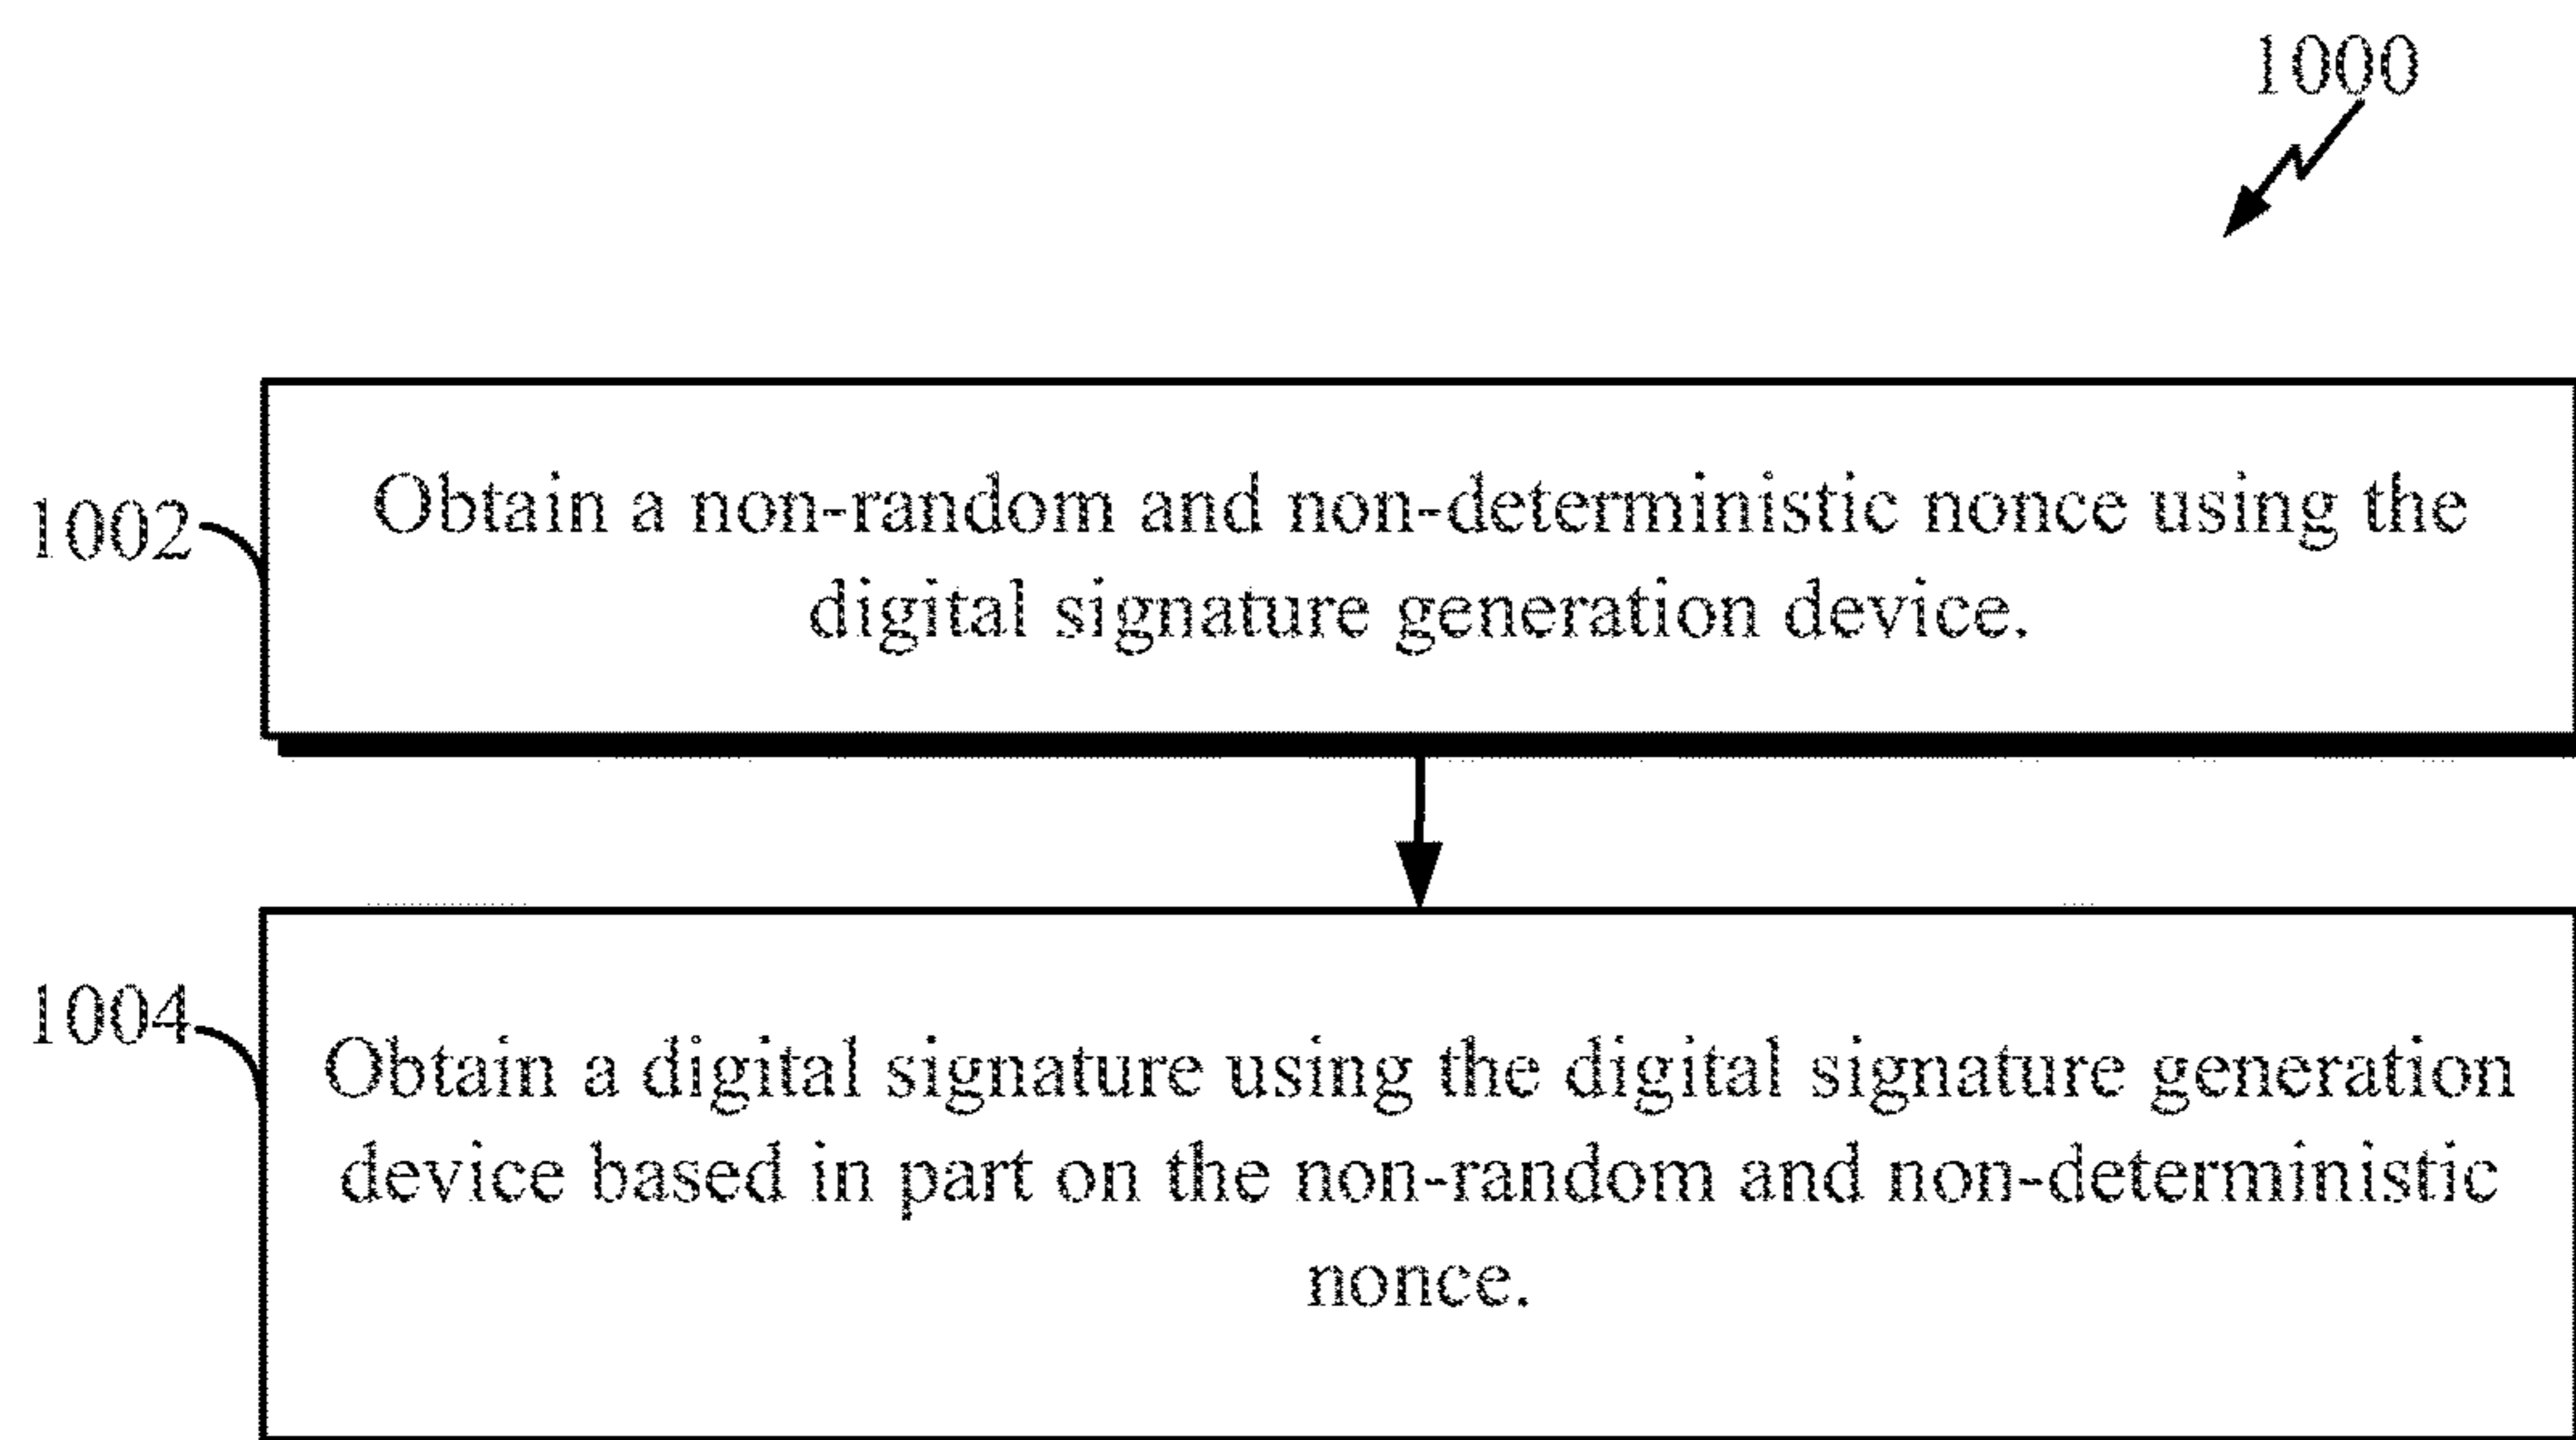 1000
1002
Obtain a non-random and non-deterministic nonce using the
digital signature generation device.
1004
Obtain a digital signature using the digital signature generation
device based in part on the non-random and non-deterministic
nonce.